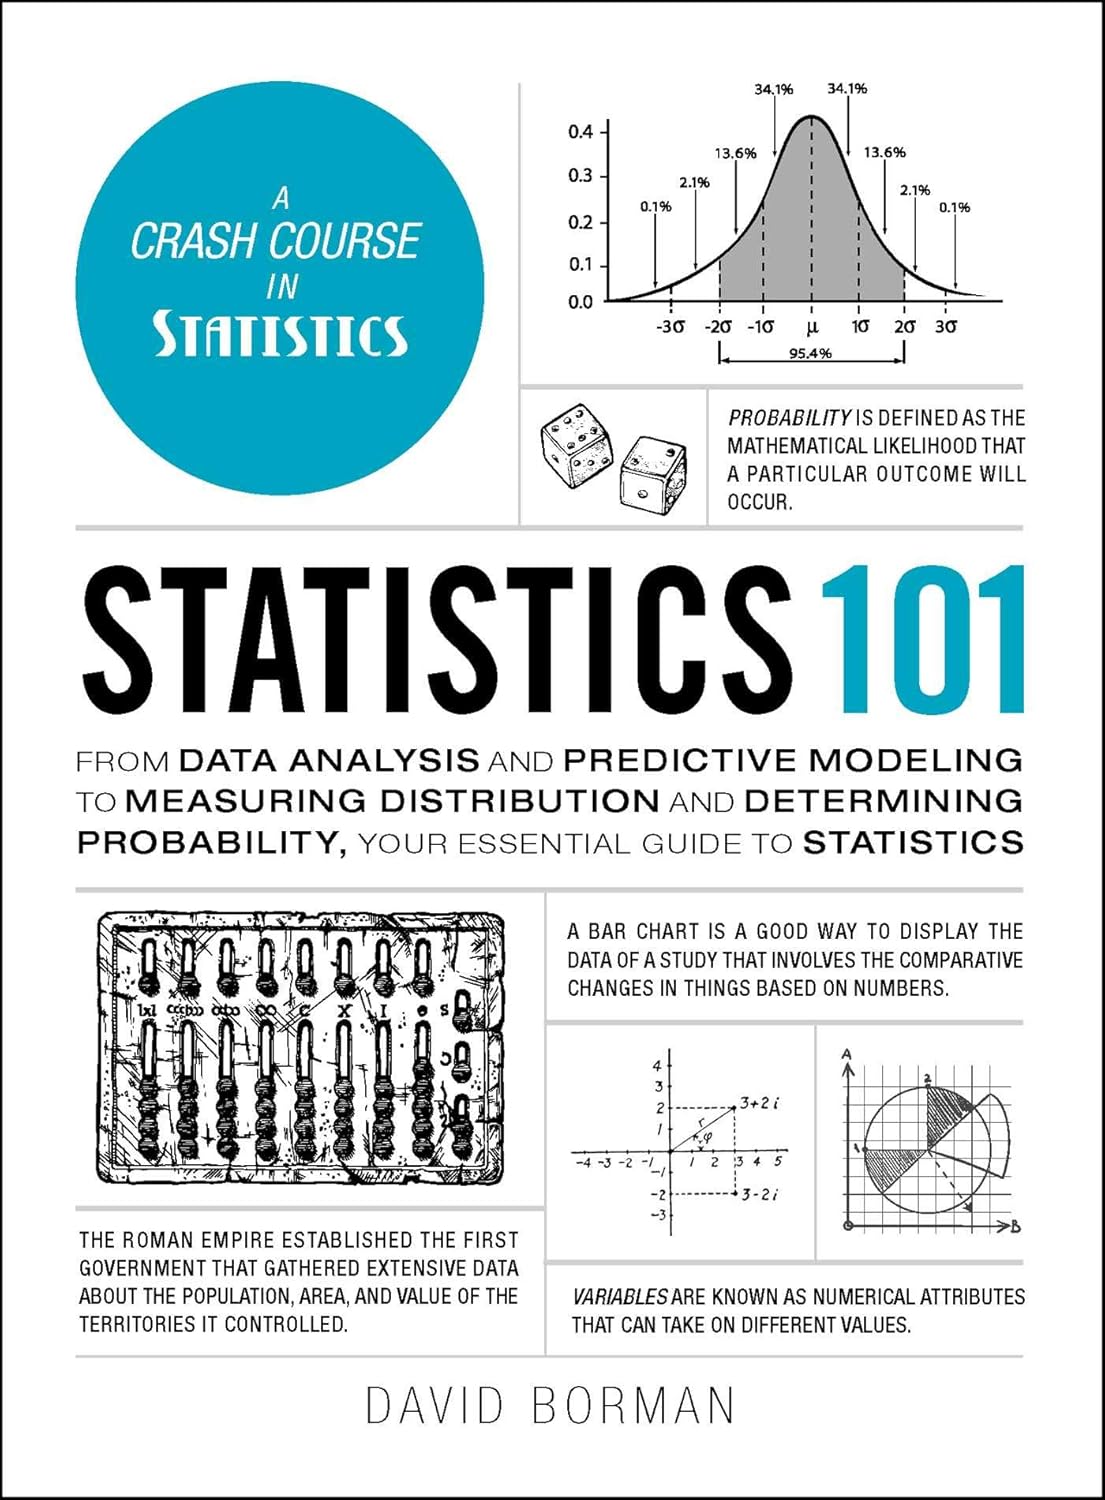 A
CRASH COURSE
IN
STATISTICS
34.1% 34.1%
13.6% 13.6%
2.1% 2.1%
0.1% 0.1%
0.4
0.3
0.2
0.1
0.0
-3σ -2σ -1σ μ 1σ 2σ 3σ
95.4%
PROBABILITY IS DEFINED AS THE
MATHEMATICAL LIKELIHOOD THAT
A PARTICULAR OUTCOME WILL
OCCUR.
STATISTICS 101
FROM DATA ANALYSIS AND PREDICTIVE MODELING
TO MEASURING DISTRIBUTION AND DETERMINING
PROBABILITY, YOUR ESSENTIAL GUIDE TO STATISTICS
C X I
A BAR CHART IS A GOOD WAY TO DISPLAY THE
DATA OF A STUDY THAT INVOLVES THE COMPARATIVE
CHANGES IN THINGS BASED ON NUMBERS.
4
3
2
1
-4 -3 -2 -1 1 2 3 4 5
-1
-2
-3
3+2i
r
φ
3-2i
A
2
1
B
THE ROMAN EMPIRE ESTABLISHED THE FIRST
GOVERNMENT THAT GATHERED EXTENSIVE DATA
ABOUT THE POPULATION, AREA, AND VALUE OF THE
TERRITORIES IT CONTROLLED.
VARIABLES ARE KNOWN AS NUMERICAL ATTRIBUTES
THAT CAN TAKE ON DIFFERENT VALUES.
DAVID BORMAN